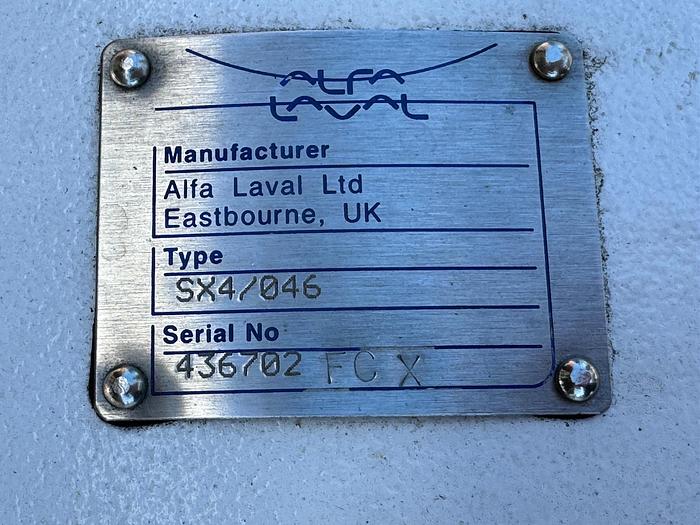 ALFA
LAVAL
Manufacturer
Alfa Laval Ltd
Eastbourne, UK
Type
SX4/046
Serial No
436702 FC X